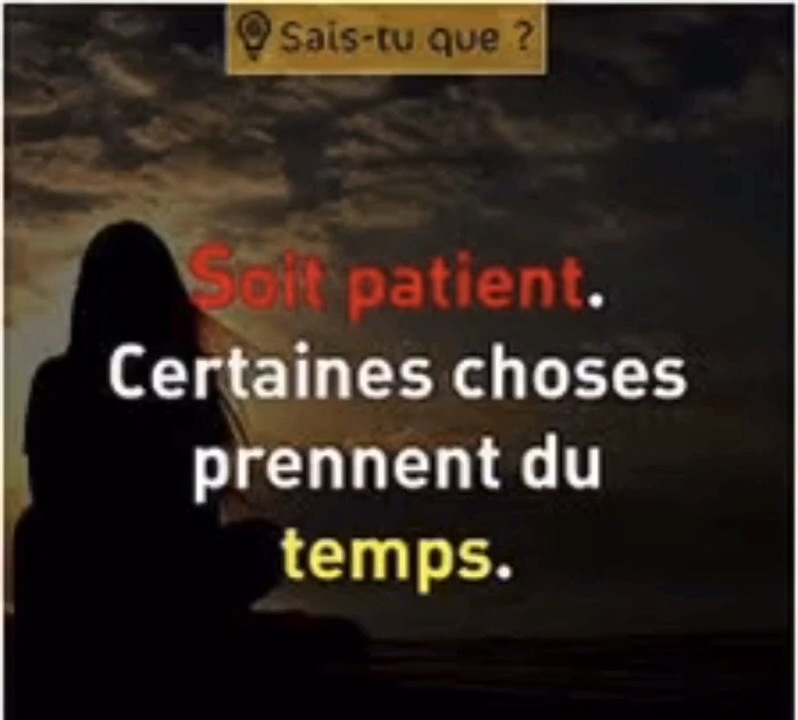 Sais-tu que ?
Soit patient.
Certaines choses
prennent du
temps.